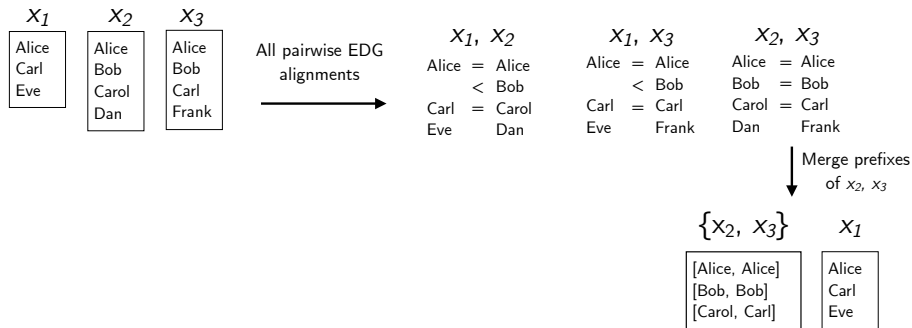 x1 x2 x3
Alice
Carl
Eve
Alice
Bob
Carol
Dan
Alice
Bob
Carl
Frank
All pairwise EDG
alignments
x1, x2
Alice = Alice
< Bob
Carl = Carol
Eve Dan
x1, x3
Alice = Alice
< Bob
Carl = Carl
Eve Frank
x2, x3
Alice = Alice
Bob = Bob
Carol = Carl
Dan Frank
Merge prefixes
of x2, x3
{x2, x3}
[Alice, Alice]
[Bob, Bob]
[Carol, Carl]
x1
Alice
Carl
Eve